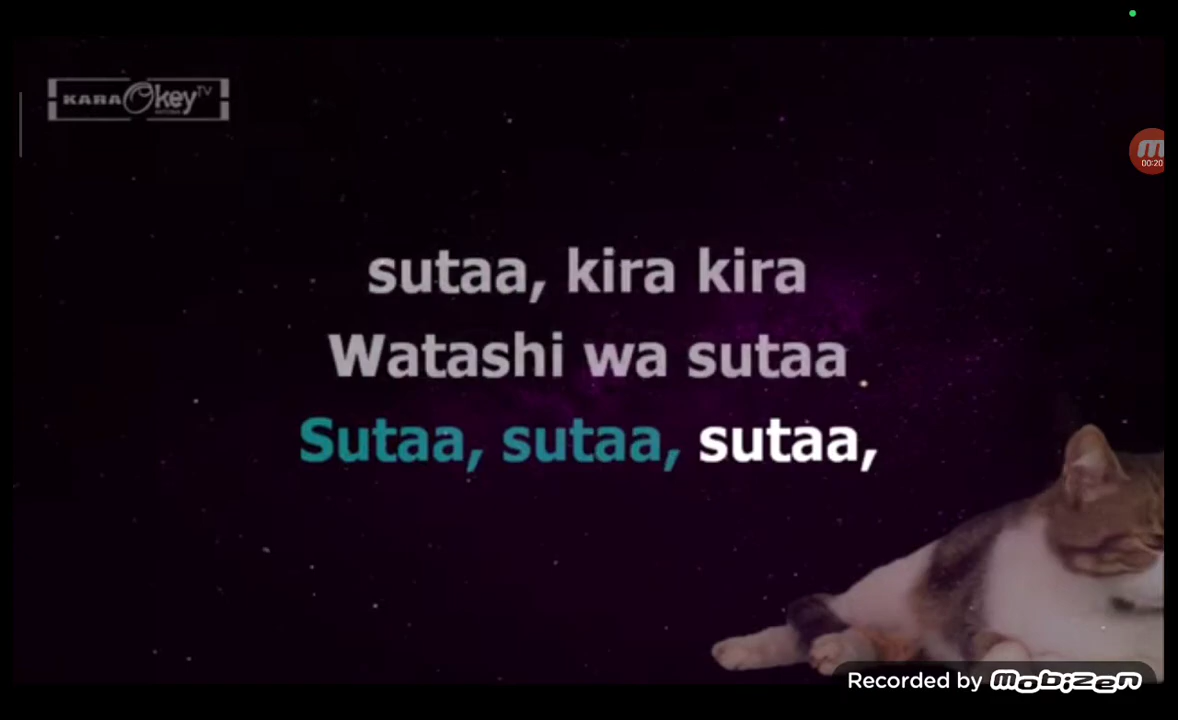 KARAOkey TV
00:20
sutaa, kira kira
Watashi wa sutaa
Sutaa, sutaa, sutaa,
Recorded by mobizen